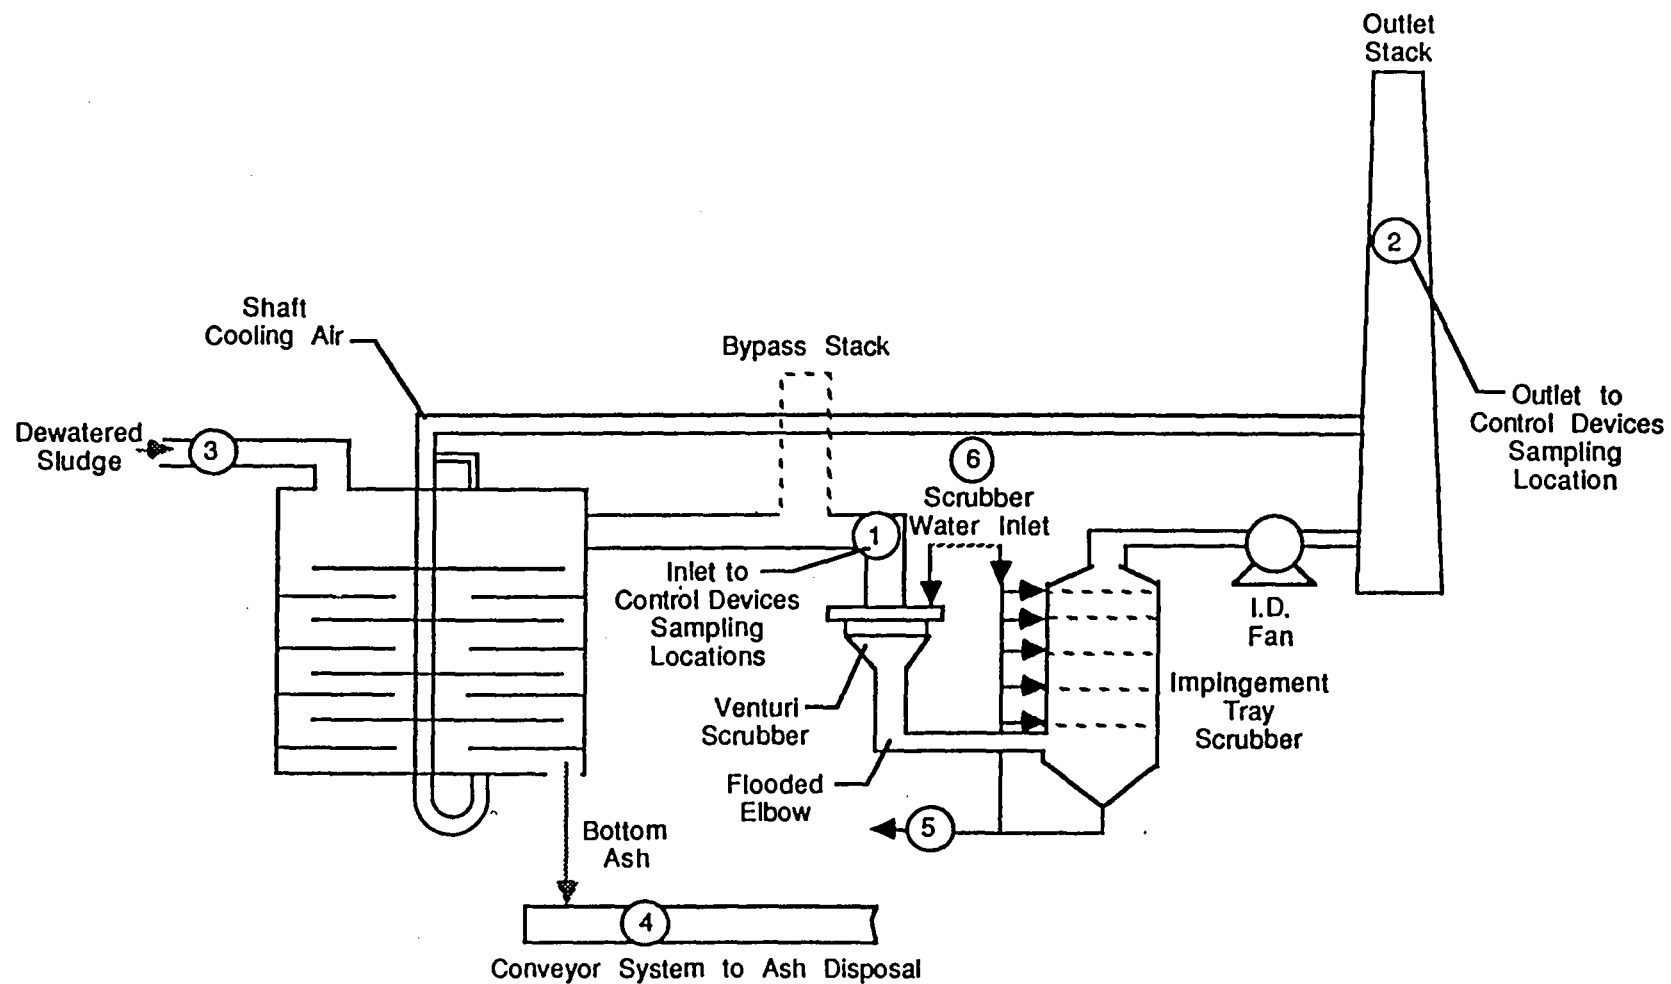 Outlet
Stack
2
Shaft
Cooling Air
Bypass Stack
Outlet to
Control Devices
Sampling
Location
Dewatered
Sludge
3
6
Scrubber
Water Inlet
1
Inlet to
Control Devices
Sampling
Locations
I.D.
Fan
Venturi
Scrubber
Impingement
Tray
Scrubber
Flooded
Elbow
5
Bottom
Ash
4
Conveyor System to Ash Disposal